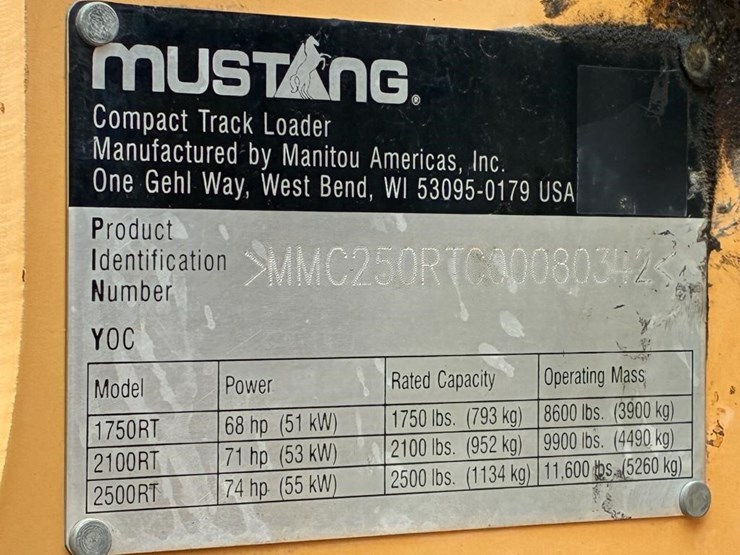 MUSTANG®
Compact Track Loader
Manufactured by Manitou Americas, Inc.
One Gehl Way, West Bend, WI 53095-0179 USA
Product
Identification
Number
YOC
Model Power Rated Capacity Operating Mass
1750RT 68 hp (51 kW) 1750 lbs. (793 kg) 8600 lbs. (3900 kg)
2100RT 71 hp (53 kW) 2100 lbs. (952 kg) 9900 lbs. (4490 kg)
2500RT 74 hp (55 kW) 2500 lbs. (1134 kg) 11,600 lbs. (5260 kg)